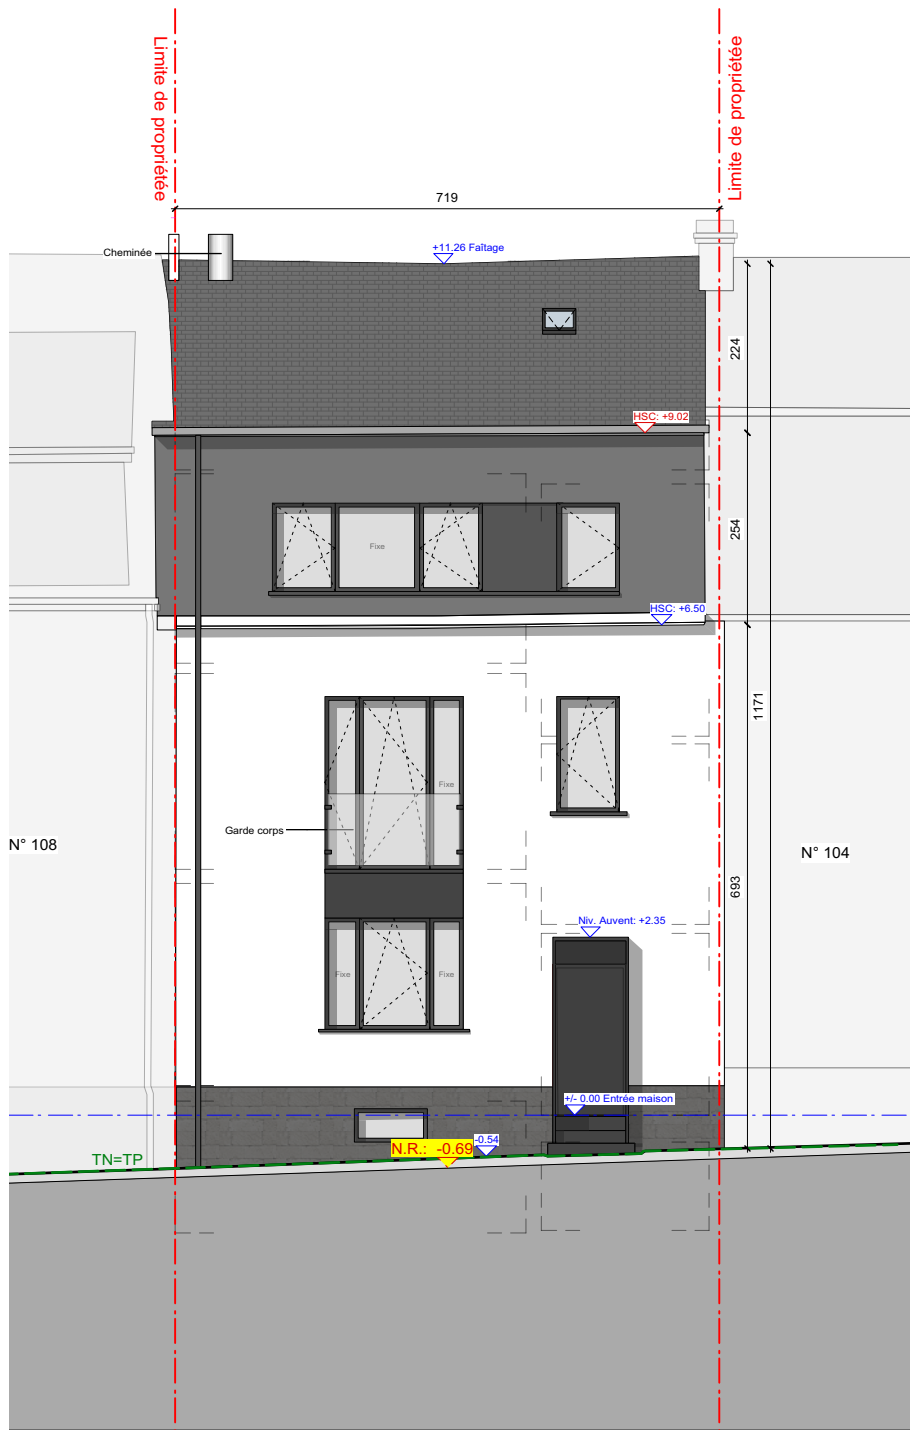 Limite de propriétée
Limite de propriétée
719
Cheminée
+11.26 Faîtage
224
HSC: +9.02
254
Fixe
HSC: +6.50
1171
Fixe
Garde corps
N° 108
N° 104
693
Niv. Auvent: +2.35
Fixe
Fixe
+/- 0.00 Entrée maison
-0.54
N.R.: -0.69
TN=TP